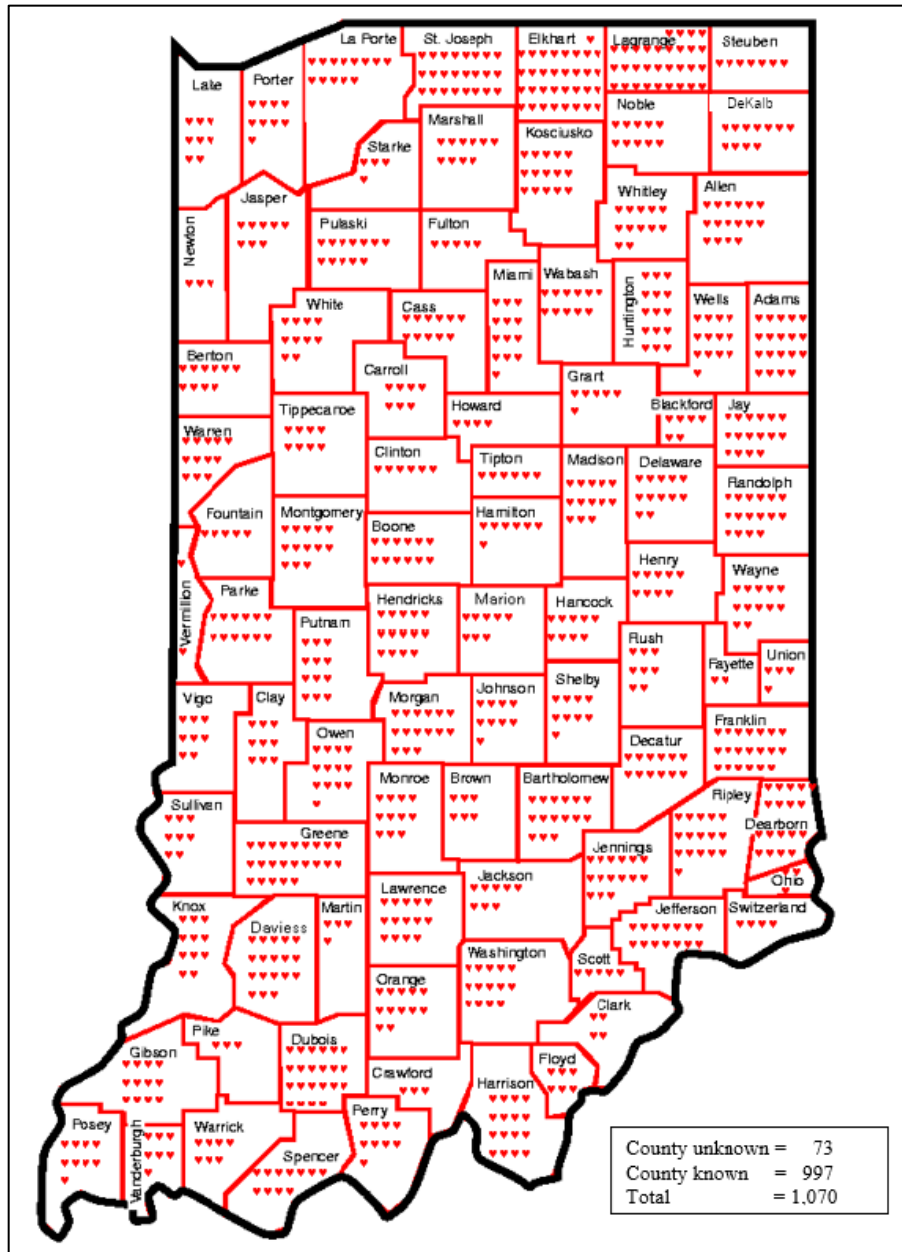 La Porte
St. Joseph
Elkhart
Lagrange
Steuben
Lake
Porter
Noble
DeKalb
Marshall
Kosciusko
Starke
Whitley
Allen
Jasper
Newton
Pulaski
Fulton
Miami
Wabash
Huntington
Wells
Adams
White
Cass
Berton
Carroll
Grart
Howard
Blackford
Jay
Tippecanoe
Warren
Clinton
Tipton
Madison
Delaware
Randolph
Fountain
Montgomery
Boone
Hamilton
Henry
Wayne
Vermillion
Parke
Putnam
Hendricks
Marion
Hancock
Rush
Fayette
Union
Vigo
Clay
Morgan
Johnson
Shelby
Franklin
Owen
Decatur
Monroe
Brown
Bartholomew
Ripley
Sullivan
Greene
Dearborn
Jennings
Ohio
Jackson
Lawrence
Knox
Martin
Jefferson
Switzerland
Daviess
Washington
Scott
Orange
Clark
Pike
Dubois
Gibson
Floyd
Crawford
Harrison
Posey
Vanderburgh
Warrick
Perry
Spencer
County unknown = 73
County known = 997
Total = 1,070